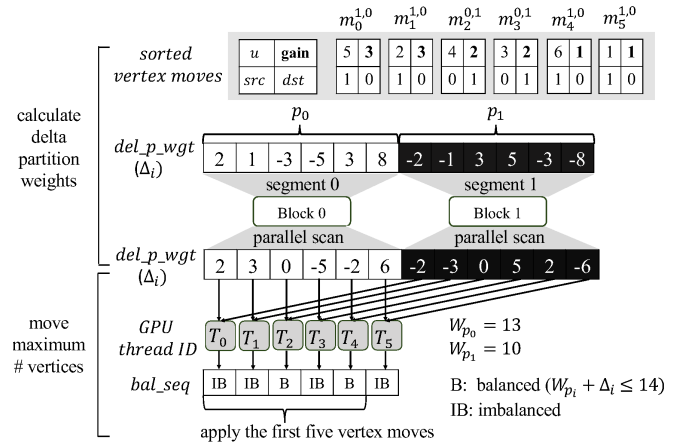 m_0^{1,0} m_1^{1,0} m_2^{0,1} m_3^{0,1} m_4^{1,0} m_5^{1,0}
sorted
vertex moves
u gain
src dst
5 3 2 3 4 2 3 2 6 1 1 1
1 0 1 0 0 1 0 1 1 0 1 0
calculate
delta
partition
weights
p_0 p_1
del_p_wgt
(Δ_i)
2 1 -3 -5 3 8 -2 -1 3 5 -3 -8
segment 0 segment 1
Block 0 Block 1
parallel scan parallel scan
del_p_wgt
(Δ_i)
2 3 0 -5 -2 6 -2 -3 0 5 2 -6
move
maximum
# vertices
GPU
thread ID
T_0 T_1 T_2 T_3 T_4 T_5
W_{p_0} = 13
W_{p_1} = 10
bal_seq
IB IB B IB B IB
B: balanced (W_{p_i} + Δ_i ≤ 14)
IB: imbalanced
apply the first five vertex moves